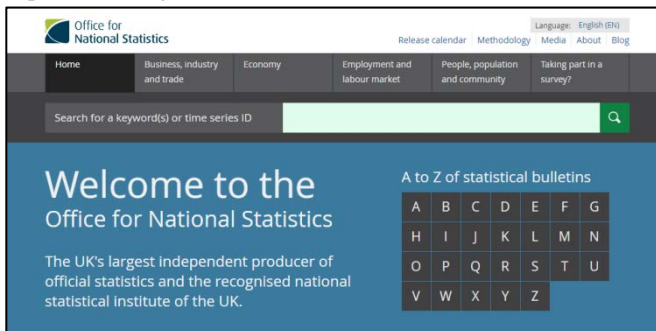 Office for
National Statistics
Language: English (EN)
Release calendar Methodology Media About Blog
Home
Business, industry
and trade
Economy
Employment and
labour market
People, population
and community
Taking part in a
survey?
Search for a keyword(s) or time series ID
Welcome to the
Office for National Statistics
The UK's largest independent producer of
official statistics and the recognised national
statistical institute of the UK.
A to Z of statistical bulletins
A B C D E F G
H I J K L M N
O P Q R S T U
V W X Y Z